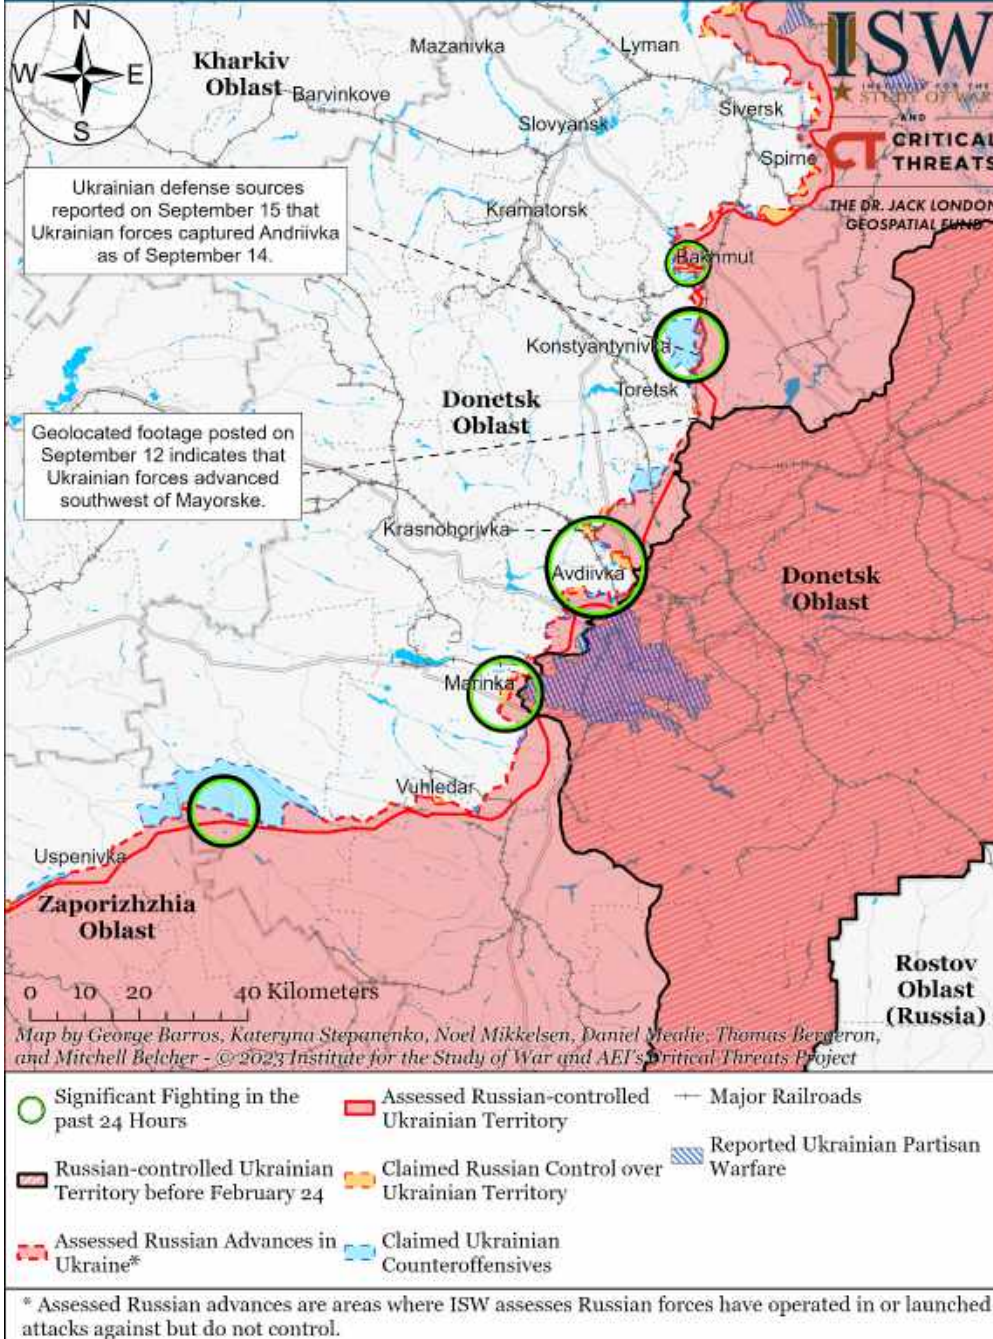 N
W
E
S
Kharkiv
Oblast
Mazanivka
Lyman
Barvinkove
Slovyansk
Siversk
Spirne
Kramatorsk
ISW
INSTITUTE FOR THE
STUDY OF WAR
AND
CT CRITICAL
THREATS
THE DR. JACK LONDON
GEOSPATIAL FUND
Ukrainian defense sources
reported on September 15 that
Ukrainian forces captured Andriivka
as of September 14.
Bakhmut
Konstyantynivka
Toretsk
Donetsk
Oblast
Geolocated footage posted on
September 12 indicates that
Ukrainian forces advanced
southwest of Mayorske.
Krasnohorivka
Avdiivka
Donetsk
Oblast
Marinka
Vuhledar
Uspenivka
Zaporizhzhia
Oblast
Rostov
Oblast
(Russia)
0 10 20 40 Kilometers
Map by George Barros, Kateryna Stepanenko, Noel Mikkelsen, Daniel Mealie, Thomas Bergeron,
and Mitchell Belcher - © 2023 Institute for the Study of War and AEI's Critical Threats Project
Significant Fighting in the
past 24 Hours
Russian-controlled Ukrainian
Territory before February 24
Assessed Russian Advances in
Ukraine*
Assessed Russian-controlled
Ukrainian Territory
Claimed Russian Control over
Ukrainian Territory
Claimed Ukrainian
Counteroffensives
Major Railroads
Reported Ukrainian Partisan
Warfare
* Assessed Russian advances are areas where ISW assesses Russian forces have operated in or launched
attacks against but do not control.